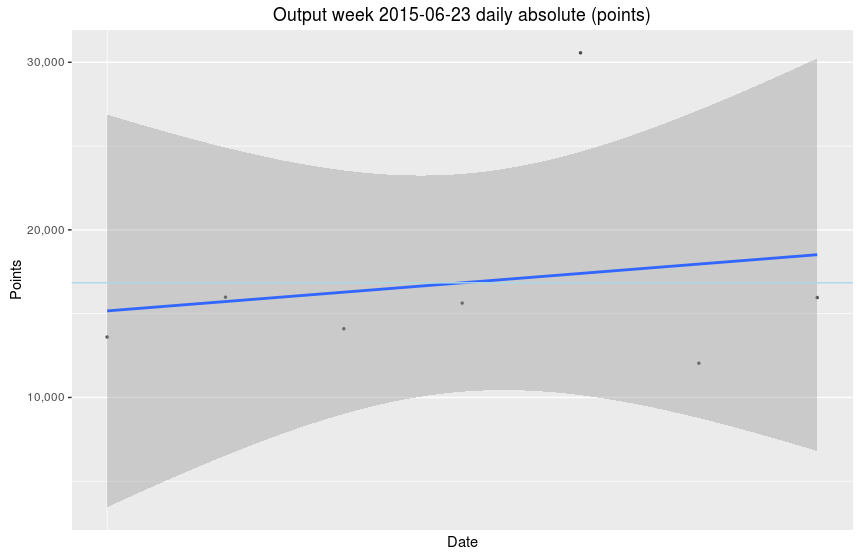 Output week 2015-06-23 daily absolute (points)
30,000
20,000
10,000
Points
Date